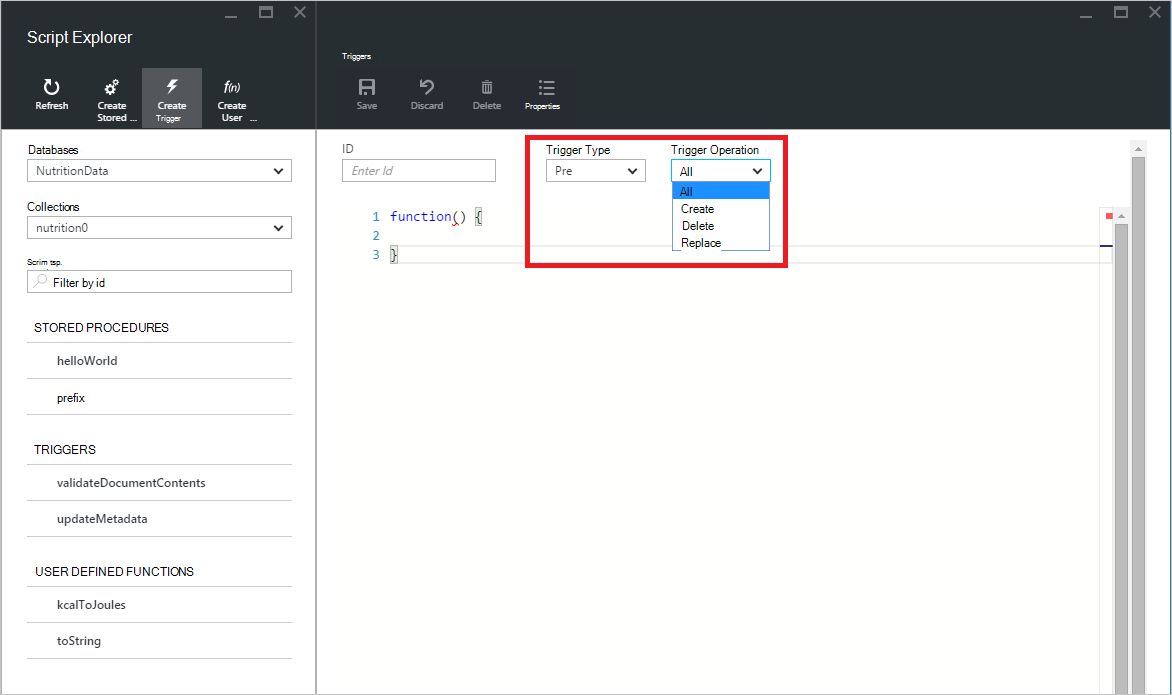 Script Explorer
Refresh
Create
Stored ...
Create
Trigger
f(n)
Create
User ...
Databases
NutritionData
Collections
nutrition0
Scrim tsp.
Filter by id
STORED PROCEDURES
helloWorld
prefix
TRIGGERS
validateDocumentContents
updateMetadata
USER DEFINED FUNCTIONS
kcalToJoules
toString
Triggers
Save
Discard
Delete
Properties
ID
Enter Id
Trigger Type
Pre
Trigger Operation
All
All
Create
Delete
Replace
1 function() {
2
3 }